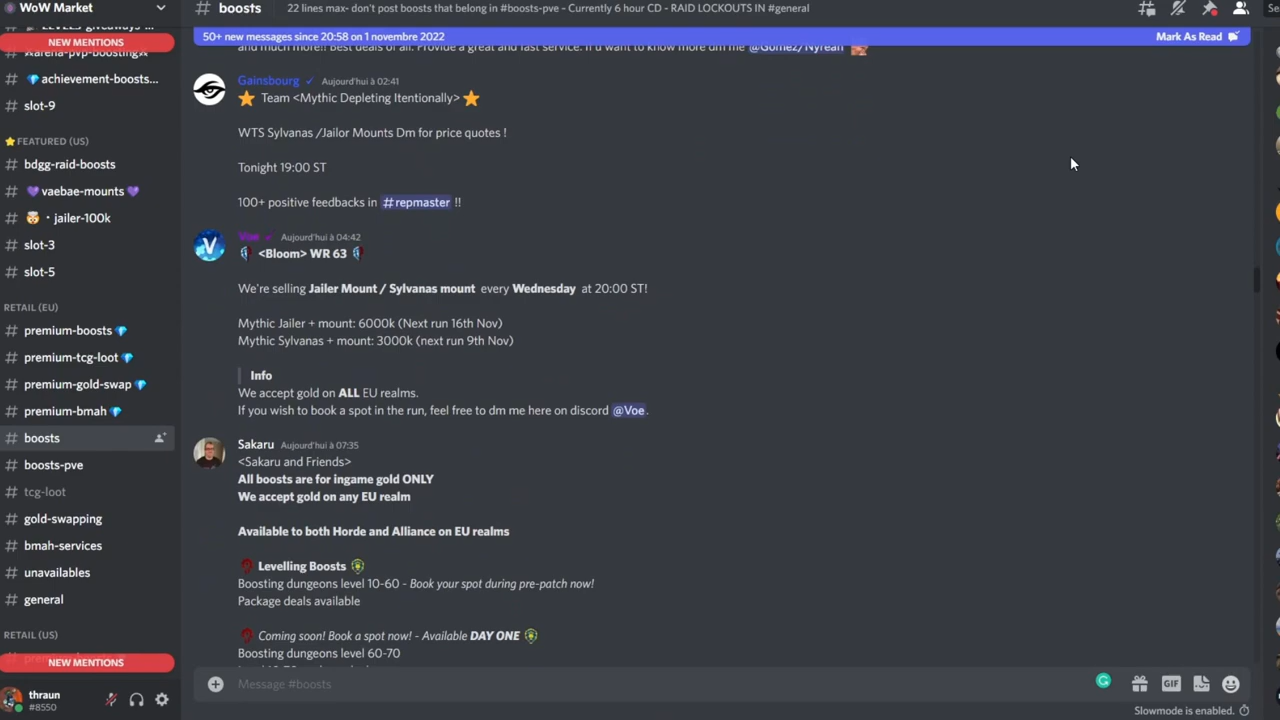 WoW Market
boosts
22 lines max- don't post boosts that belong in #boosts-pve - Currently 6 hour CD - RAID LOCKOUTS IN #general
NEW MENTIONS
achievement-boosts...
slot-9
FEATURED (US)
bdgg-raid-boosts
vaebae-mounts
jailer-100k
slot-3
slot-5
RETAIL (EU)
premium-boosts
premium-tcg-loot
premium-gold-swap
premium-bmah
boosts
boosts-pve
tcg-loot
gold-swapping
bmah-services
unavailables
general
RETAIL (US)
NEW MENTIONS
thraun
#8550
50+ new messages since 20:58 on 1 novembre 2022
Mark As Read
and much more!! Best deals of all. Provide a great and fast service. If u want to know more dm me @Gomez/Nyrean
Gainsbourg Aujourd'hui à 02:41
Team <Mythic Depleting Itentionally>
WTS Sylvanas /Jailor Mounts Dm for price quotes !
Tonight 19:00 ST
100+ positive feedbacks in #repmaster !!
Voe Aujourd'hui à 04:42
<Bloom> WR 63
We're selling Jailer Mount / Sylvanas mount every Wednesday at 20:00 ST!
Mythic Jailer + mount: 6000k (Next run 16th Nov)
Mythic Sylvanas + mount: 3000k (next run 9th Nov)
Info
We accept gold on ALL EU realms.
If you wish to book a spot in the run, feel free to dm me here on discord @Voe.
Sakaru Aujourd'hui à 07:35
<Sakaru and Friends>
All boosts are for ingame gold ONLY
We accept gold on any EU realm
Available to both Horde and Alliance on EU realms
Levelling Boosts
Boosting dungeons level 10-60 - Book your spot during pre-patch now!
Package deals available
Coming soon! Book a spot now! - Available DAY ONE
Boosting dungeons level 60-70
Message #boosts
GIF
Slowmode is enabled.